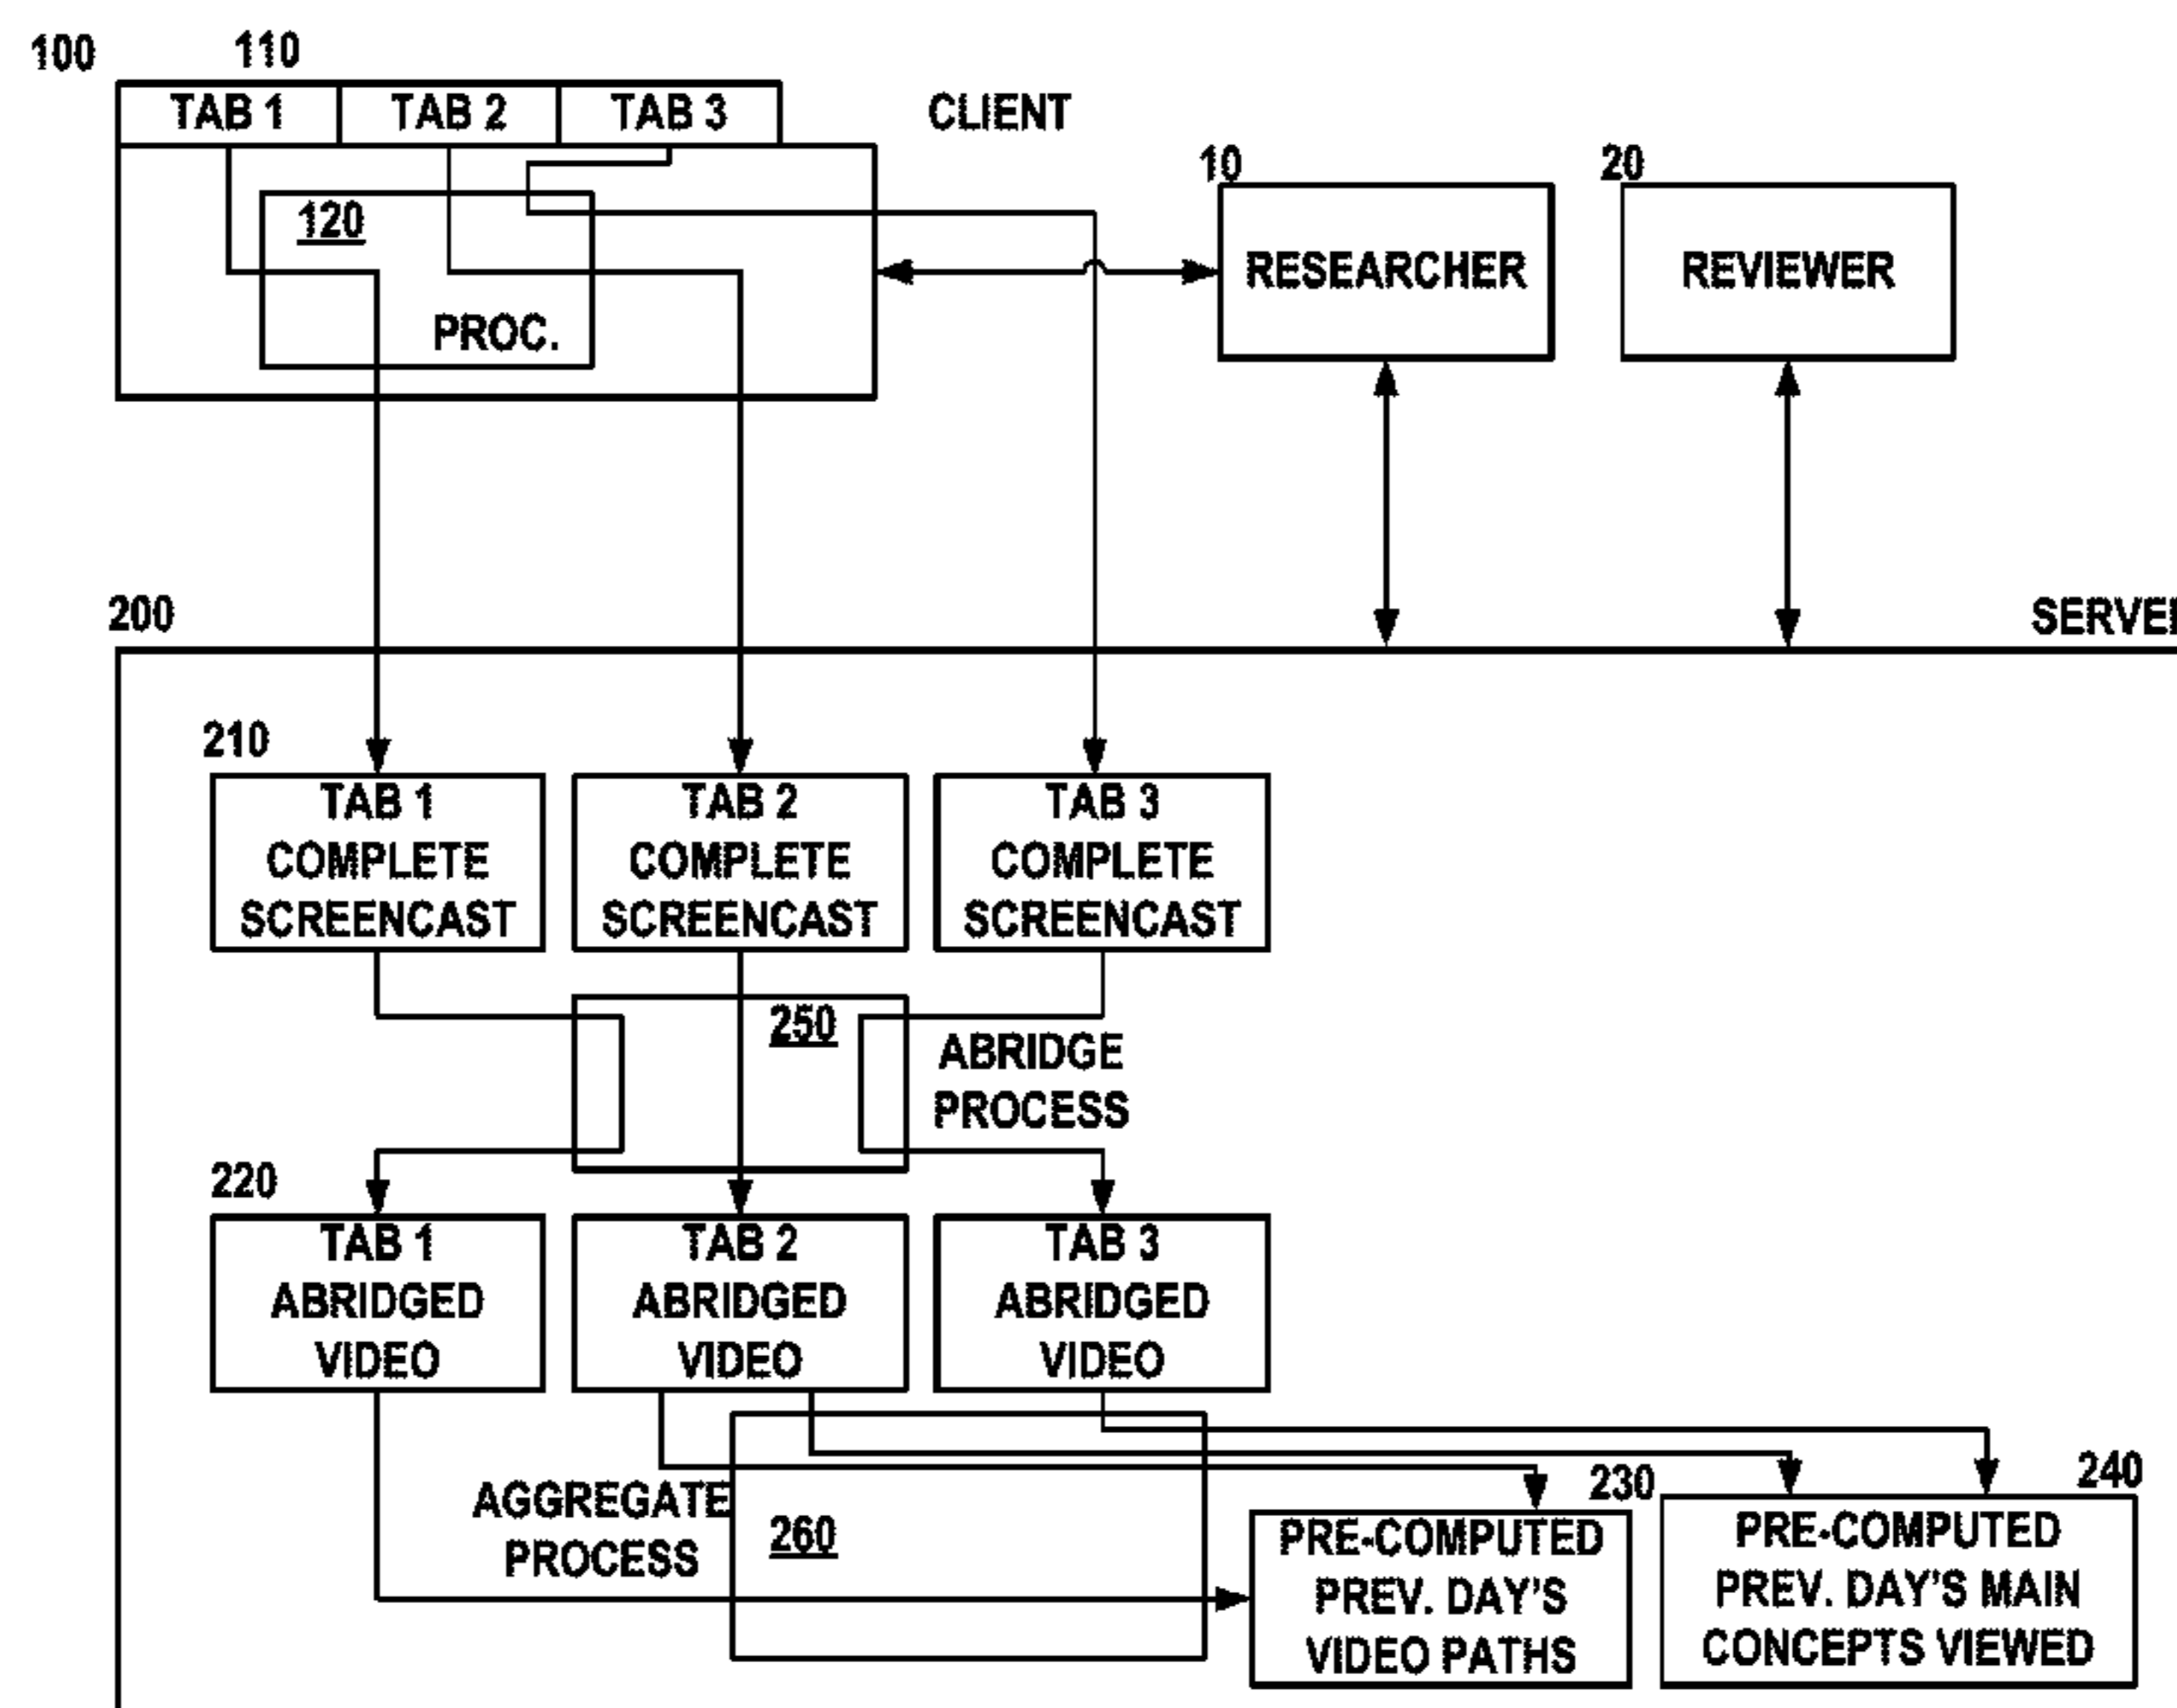 100
110
TAB 1
TAB 2
TAB 3
CLIENT
10
20
120
RESEARCHER
REVIEWER
PROC.
200
SERVE
210
TAB 1
COMPLETE
SCREENCAST
TAB 2
COMPLETE
SCREENCAST
TAB 3
COMPLETE
SCREENCAST
250
ABRIDGE
PROCESS
220
TAB 1
ABRIDGED
VIDEO
TAB 2
ABRIDGED
VIDEO
TAB 3
ABRIDGED
VIDEO
AGGREGATE
PROCESS
260
230
PRE-COMPUTED
PREV. DAY'S
VIDEO PATHS
240
PRE-COMPUTED
PREV. DAY'S MAIN
CONCEPTS VIEWED